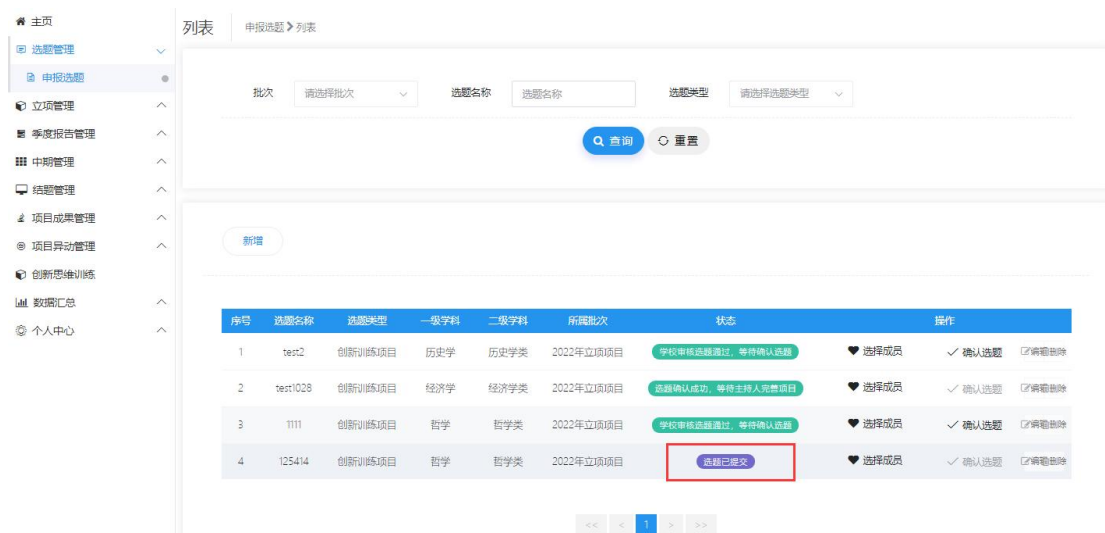 主页
选题管理
申报选题
立项管理
季度报告管理
中期管理
结题管理
项目成果管理
项目异动管理
创新思维训练
数据汇总
个人中心
列表 申报选题 列表
批次 请选择批次 选题名称 选题名称 选题类型 请选择选题类型
查询 重置
新增
序号 选题名称 选题类型 一级学科 二级学科 所属批次 状态 操作
1 test2 创新训练项目 历史学 历史学类 2022年立项项目 学校审核选题通过,等待确认选题 选择成员 确认选题 编辑删除
2 test1028 创新训练项目 经济学 经济学类 2022年立项项目 选题确认成功,等待主持人完善项目 选择成员 确认选题 编辑删除
3 1111 创新训练项目 哲学 哲学类 2022年立项项目 学校审核选题通过,等待确认选题 选择成员 确认选题 编辑删除
4 125414 创新训练项目 哲学 哲学类 2022年立项项目 选题已提交 选择成员 确认选题 编辑删除
<< < 1 > >>